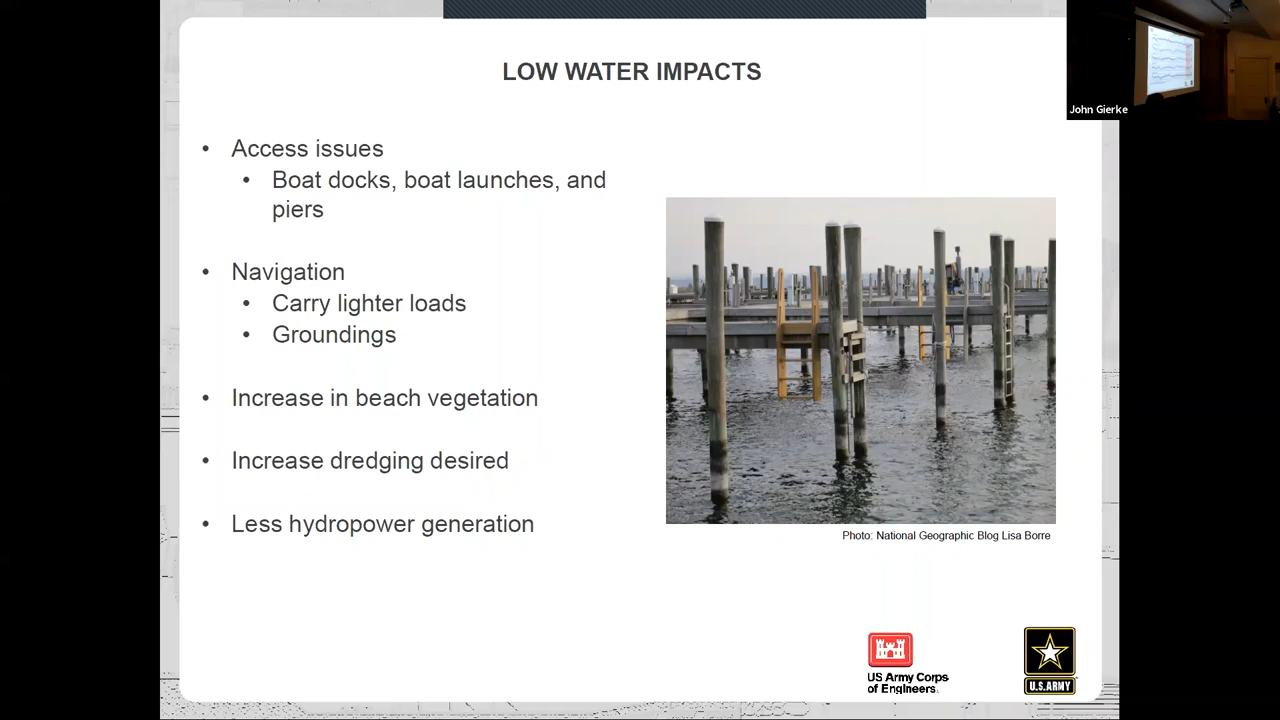 LOW WATER IMPACTS
John Gierke
• Access issues
• Boat docks, boat launches, and
piers
• Navigation
• Carry lighter loads
• Groundings
• Increase in beach vegetation
• Increase dredging desired
• Less hydropower generation
Photo: National Geographic Blog Lisa Borre
US Army Corps
of Engineers
U.S.ARMY